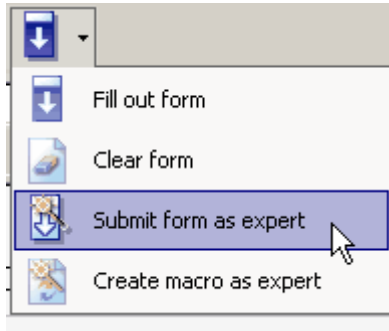 Fill out form
Clear form
Submit form as expert
Create macro as expert